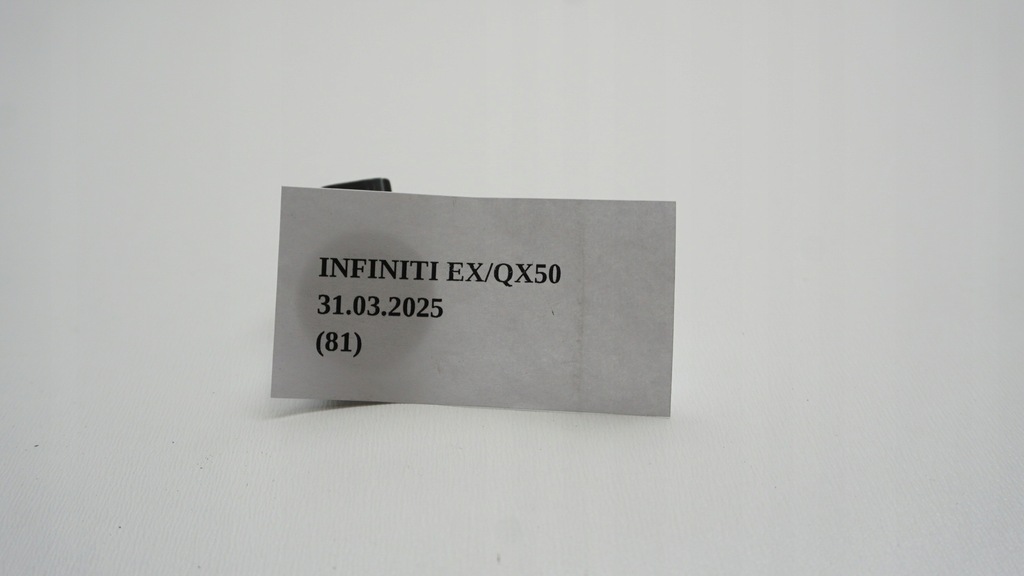 INFINITI EX/QX50
31.03.2025
(81)